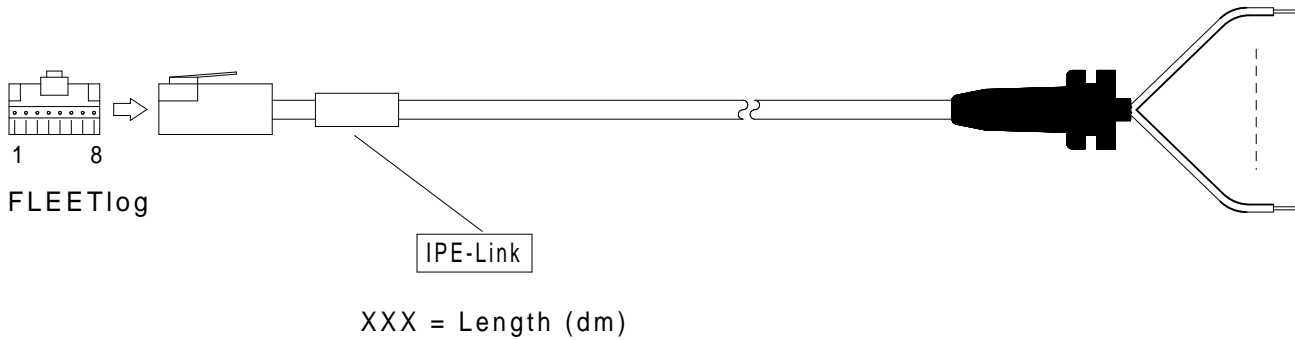 1 8
FLEETlog
IPE-Link
XXX = Length (dm)